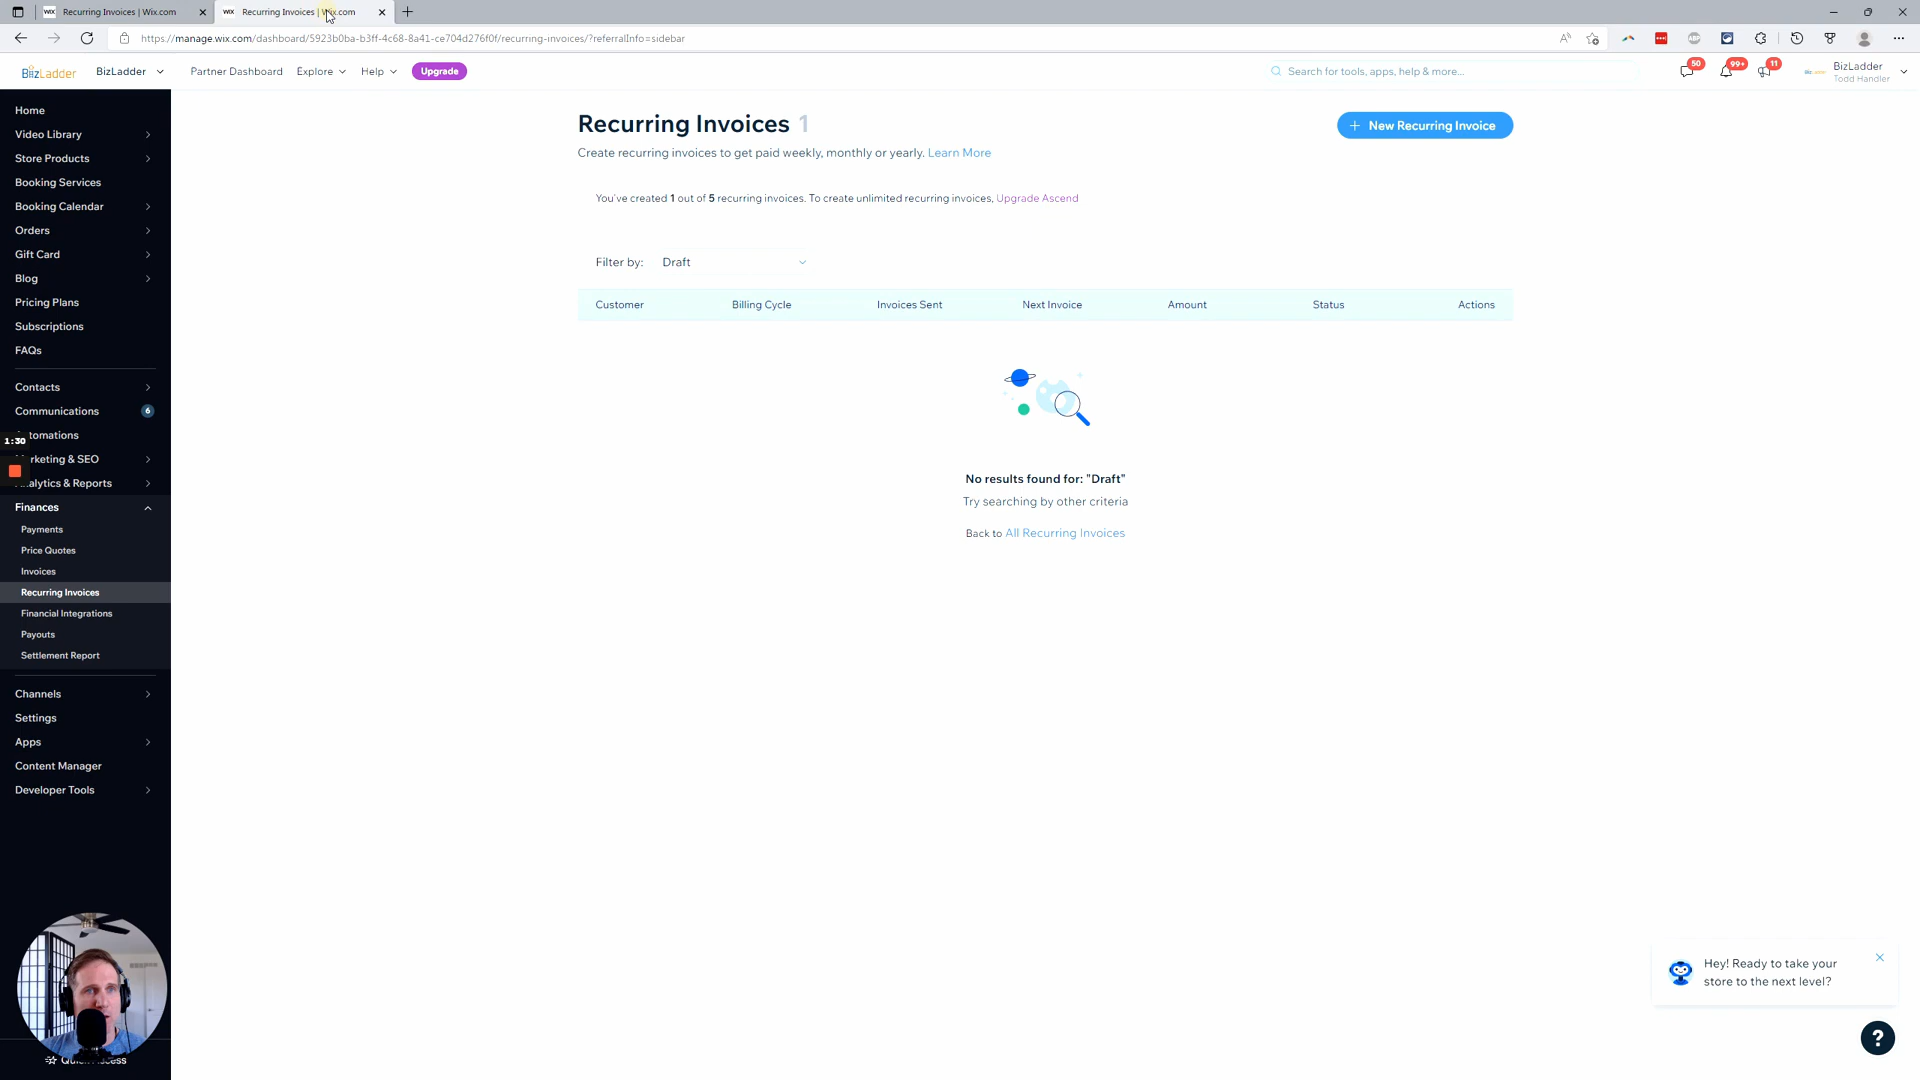 WIX Recurring Invoices | Wix.com
WIX Recurring Invoices | Wix.com
https://manage.wix.com/dashboard/5923b0ba-b3ff-4c68-8a41-ce704d276f0f/recurring-invoices/?referralInfo=sidebar
BizLadder
BizLadder
Partner Dashboard
Explore
Help
Upgrade
Search for tools, apps, help & more...
50
99+
11
BizLadder
Todd Handler
Home
Video Library
Store Products
Booking Services
Booking Calendar
Orders
Gift Card
Blog
Pricing Plans
Subscriptions
FAQs
Contacts
Communications 6
tomations
1:30
rketing & SEO
nalytics & Reports
Finances
Payments
Price Quotes
Invoices
Recurring Invoices
Financial Integrations
Payouts
Settlement Report
Channels
Settings
Apps
Content Manager
Developer Tools
Recurring Invoices 1
+ New Recurring Invoice
Create recurring invoices to get paid weekly, monthly or yearly. Learn More
You've created 1 out of 5 recurring invoices. To create unlimited recurring invoices, Upgrade Ascend
Filter by: Draft
Customer Billing Cycle Invoices Sent Next Invoice Amount Status Actions
No results found for: "Draft"
Try searching by other criteria
Back to All Recurring Invoices
Hey! Ready to take your
store to the next level?
?